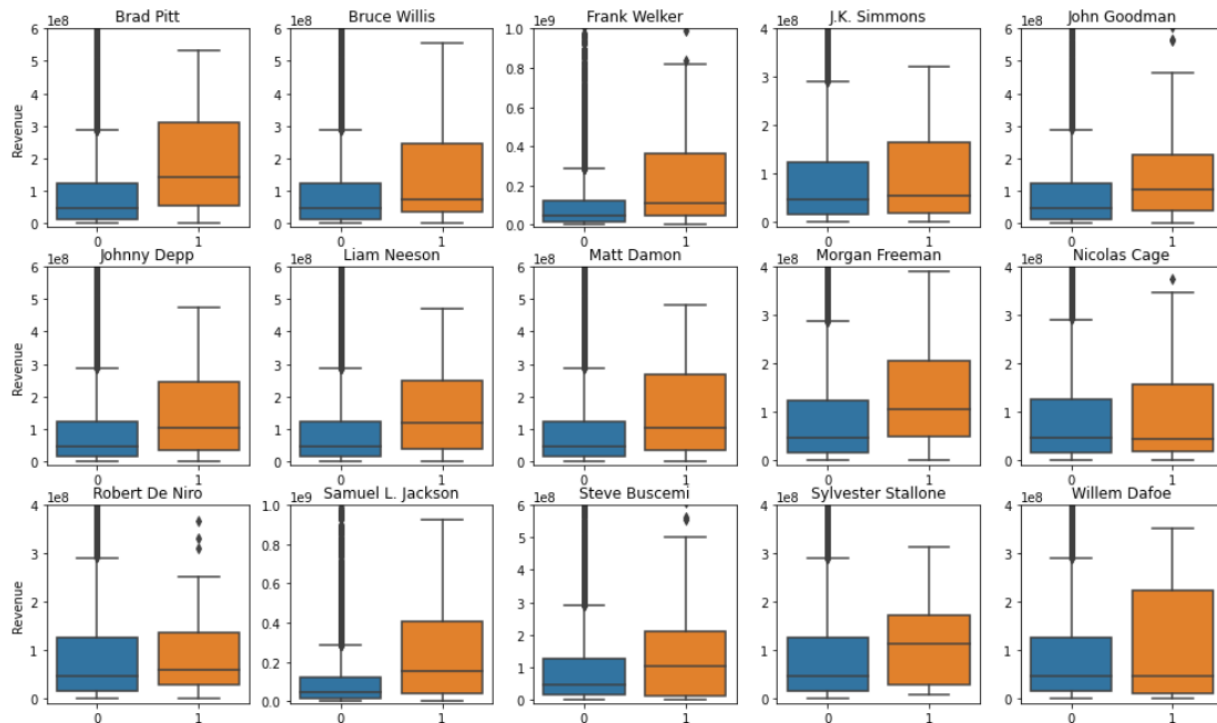 Brad Pitt Bruce Willis Frank Welker J.K. Simmons John Goodman
1e8 1e8 1e9 1e8 1e8
6 6 1.0 4 6
5 5 0.8 5
4 4 3 4
3 3 0.6 2 3
2 2 0.4 2
1 1 0.2 1 1
0 0 0.0 0 0
Revenue
0 1 0 1 0 1 0 1 0 1
Johnny Depp Liam Neeson Matt Damon Morgan Freeman Nicolas Cage
1e8 1e8 1e8 1e8 1e8
6 6 6 4 4
5 5 5
4 4 4 3 3
3 3 3 2 2
2 2 2
1 1 1 1 1
0 0 0 0 0
Revenue
0 1 0 1 0 1 0 1 0 1
Robert De Niro Samuel L. Jackson Steve Buscemi Sylvester Stallone Willem Dafoe
1e8 1e9 1e8 1e8 1e8
4 1.0 6 4 4
0.8 5
3 4 3 3
2 0.6 3 2 2
0.4 2
1 0.2 1 1 1
0 0.0 0 0 0
Revenue
0 1 0 1 0 1 0 1 0 1